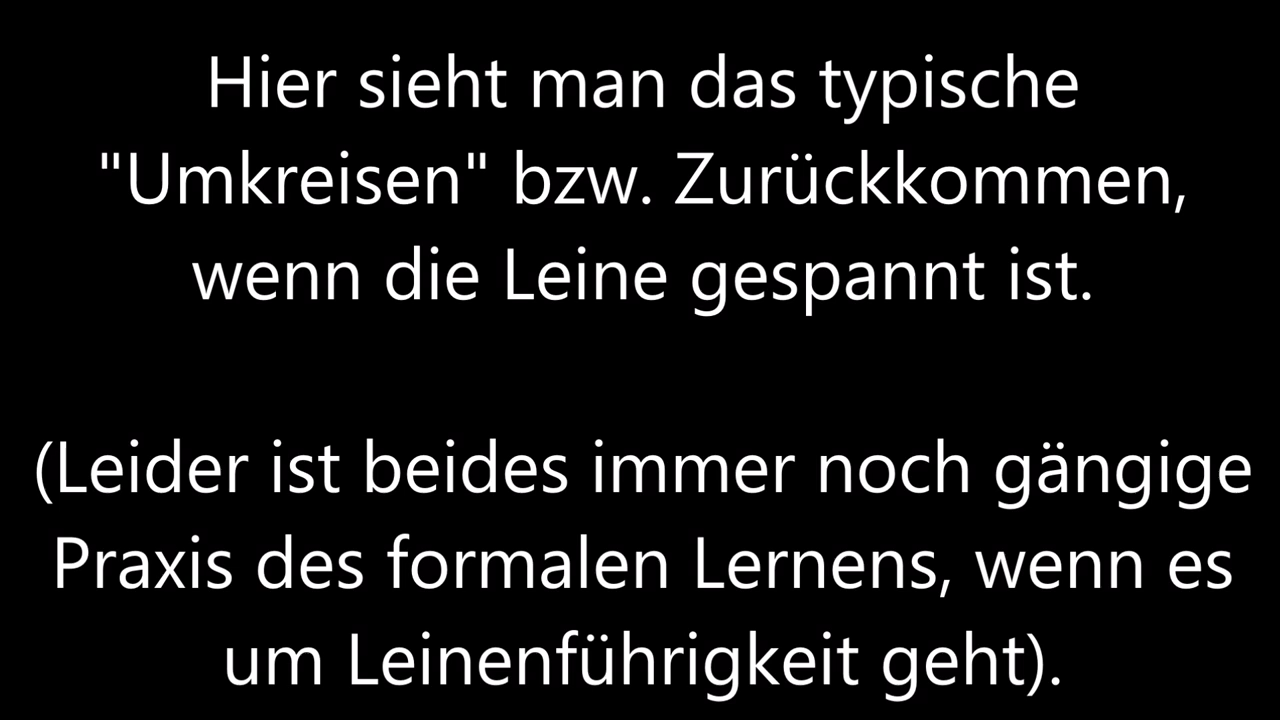 Hier sieht man das typische
"Umkreisen" bzw. Zurückkommen,
wenn die Leine gespannt ist.
(Leider ist beides immer noch gängige
Praxis des formalen Lernens, wenn es
um Leinenführigkeit geht).